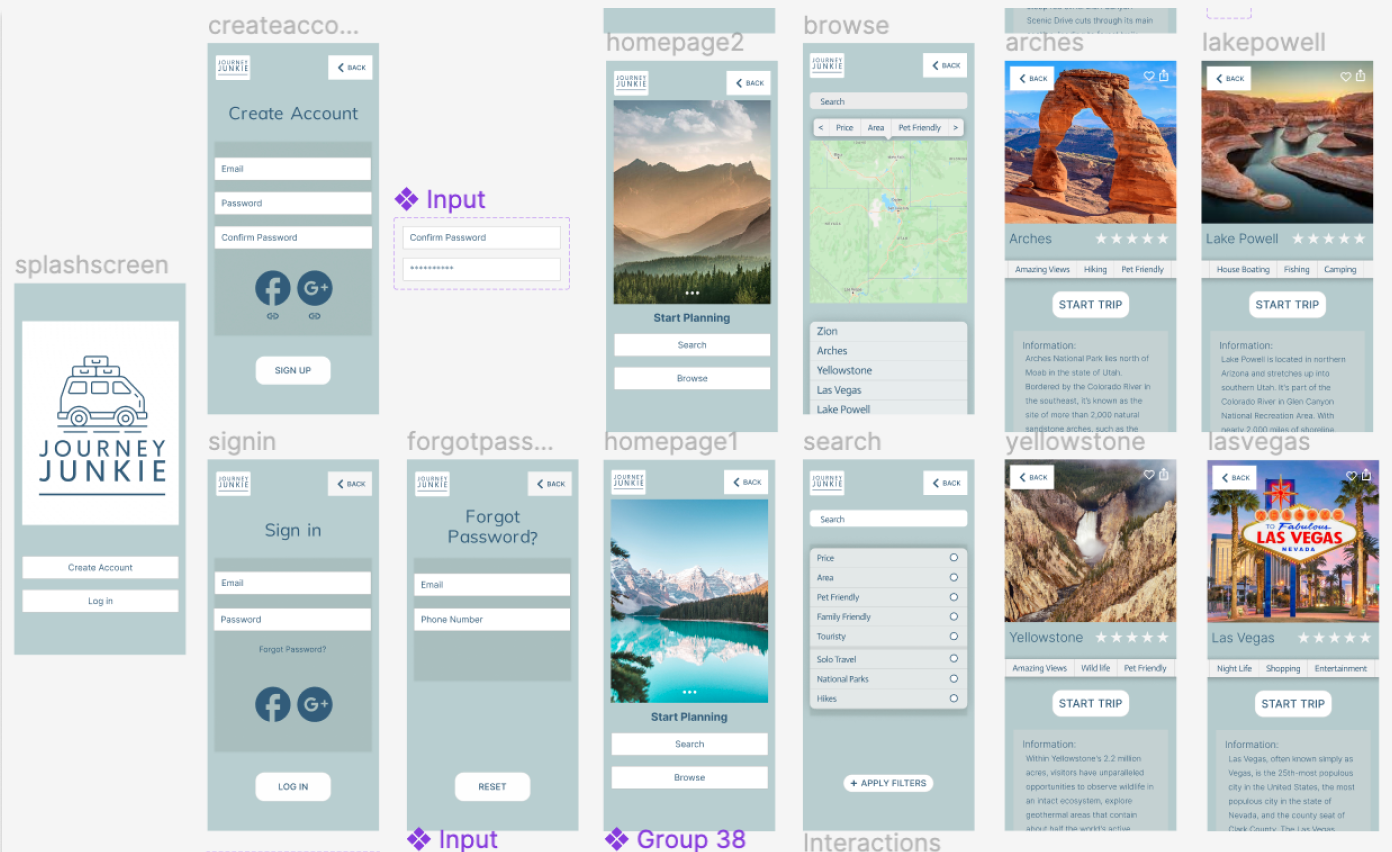 splashscreen
JOURNEY
JUNKIE
Create Account
Log in
createacco...
JOURNEY
JUNKIE
BACK
Create Account
Email
Password
Confirm Password
G+
SIGN UP
Input
Confirm Password
**********
signin
JOURNEY
JUNKIE
BACK
Sign in
Email
Password
Forgot Password?
G+
LOG IN
forgotpass...
JOURNEY
JUNKIE
BACK
Forgot
Password?
Email
Phone Number
RESET
Input
homepage2
JOURNEY
JUNKIE
BACK
Start Planning
Search
Browse
homepage1
JOURNEY
JUNKIE
BACK
Start Planning
Search
Browse
Group 38
browse
JOURNEY
JUNKIE
BACK
Search
< Price Area Pet Friendly >
Zion
Arches
Yellowstone
Las Vegas
Lake Powell
search
JOURNEY
JUNKIE
BACK
Search
Price
Area
Pet Friendly
Family Friendly
Touristy
Solo Travel
National Parks
Hikes
+ APPLY FILTERS
Interactions
Scenic Drive cuts through its main
arches
BACK
Arches
Amazing Views Hiking Pet Friendly
START TRIP
Information:
Arches National Park lies north of
Moab in the state of Utah.
Bordered by the Colorado River in
the southeast, it's known as the
site of more than 2,000 natural
sandstone arches, such as the
yellowstone
BACK
Yellowstone
Amazing Views Wild life Pet Friendly
START TRIP
Information:
Within Yellowstone's 2.2 million
acres, visitors have unparalleled
opportunities to observe wildlife in
an intact ecosystem, explore
geothermal areas that contain
about half the world's active
lakepowell
BACK
Lake Powell
House Boating Fishing Camping
START TRIP
Information:
Lake Powell is located in northern
Arizona and stretches up into
southern Utah. It's part of the
Colorado River in Glen Canyon
National Recreation Area. With
nearly 2,000 miles of shoreline
lasvegas
BACK
TO Fabulous
LAS VEGAS
NEVADA
Las Vegas
Night Life Shopping Entertainment
START TRIP
Information:
Las Vegas, often known simply as
Vegas, is the 25th-most populous
city in the United States, the most
populous city in the state of
Nevada, and the county seat of
Clark County. The Las Vegas